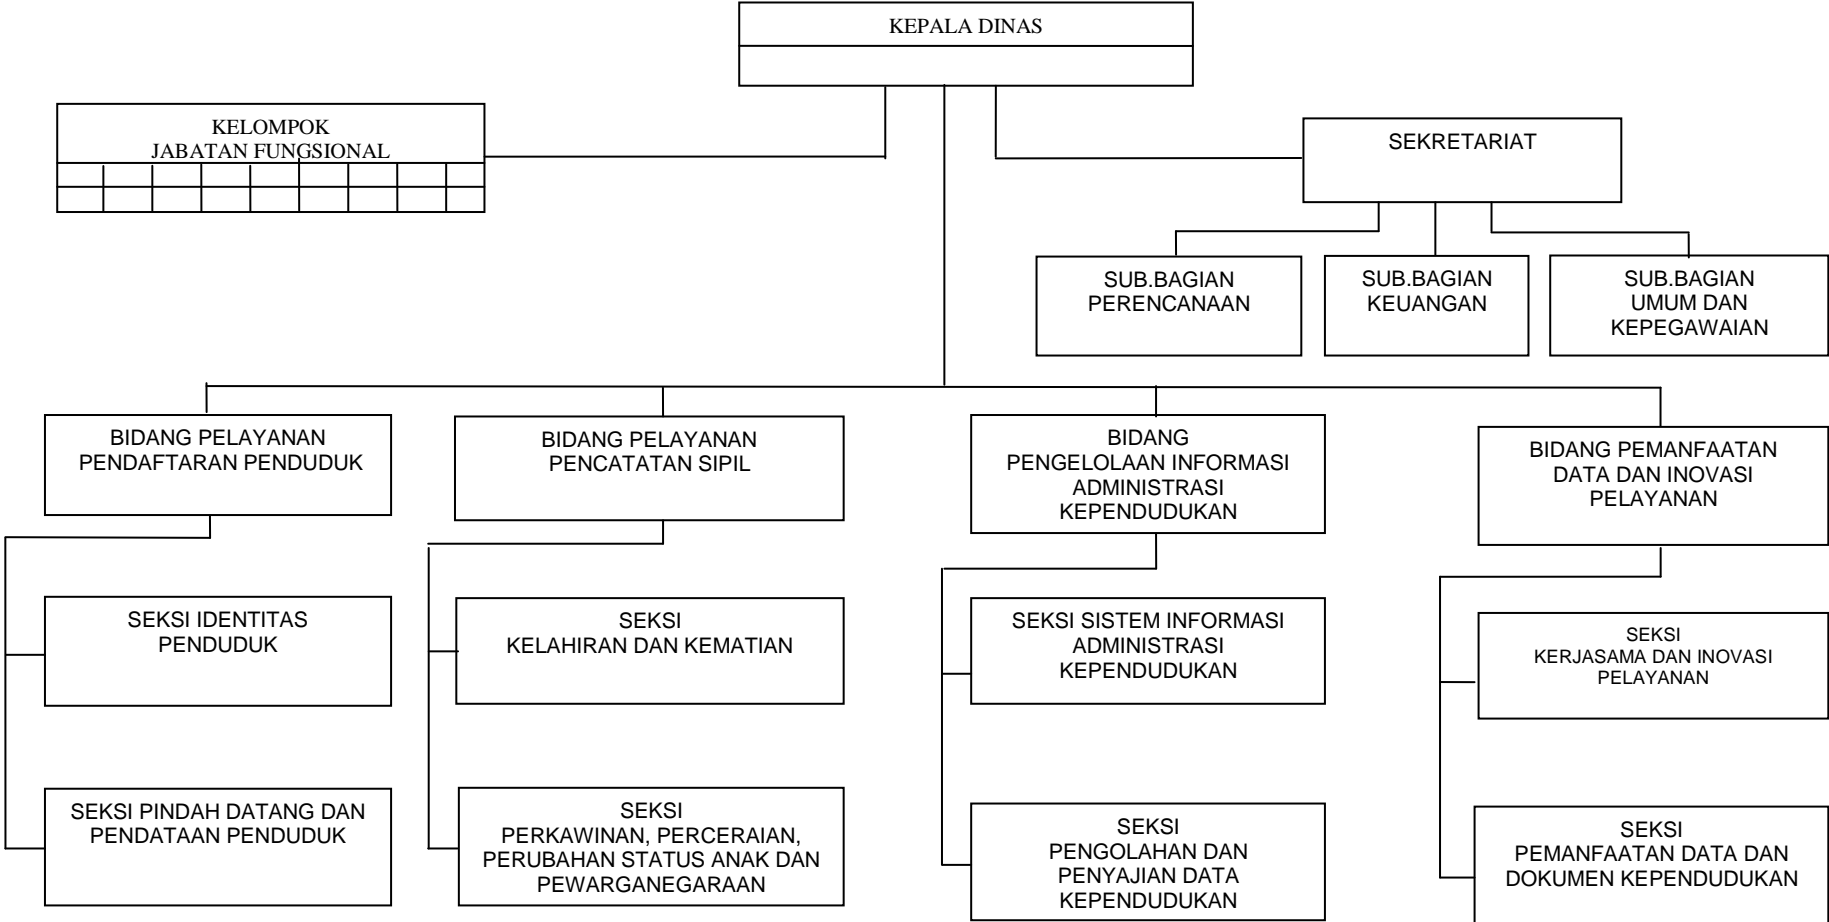 KEPALA DINAS
KELOMPOK
JABATAN FUNGSIONAL
SEKRETARIAT
SUB.BAGIAN
PERENCANAAN
SUB.BAGIAN
KEUANGAN
SUB.BAGIAN
UMUM DAN
KEPEGAWAIAN
BIDANG PELAYANAN
PENDAFTARAN PENDUDUK
BIDANG PELAYANAN
PENCATATAN SIPIL
BIDANG
PENGELOLAAN INFORMASI
ADMINISTRASI
KEPENDUDUKAN
BIDANG PEMANFAATAN
DATA DAN INOVASI
PELAYANAN
SEKSI IDENTITAS
PENDUDUK
SEKSI
KELAHIRAN DAN KEMATIAN
SEKSI SISTEM INFORMASI
ADMINISTRASI
KEPENDUDUKAN
SEKSI
KERJASAMA DAN INOVASI
PELAYANAN
SEKSI PINDAH DATANG DAN
PENDATAAN PENDUDUK
SEKSI
PERKAWINAN, PERCERAIAN,
PERUBAHAN STATUS ANAK DAN
PEWARGANEGARAAN
SEKSI
PENGOLAHAN DAN
PENYAJIAN DATA
KEPENDUDUKAN
SEKSI
PEMANFAATAN DATA DAN
DOKUMEN KEPENDUDUKAN